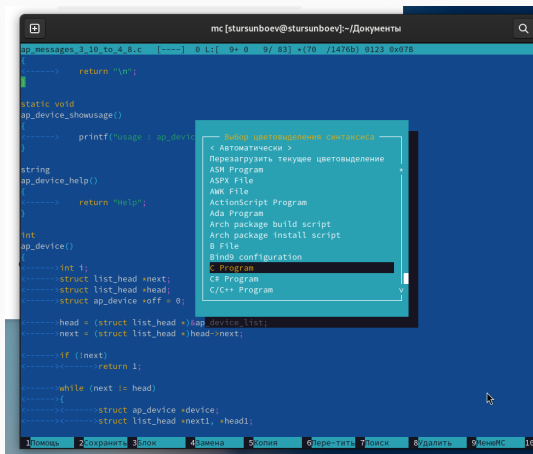 mc [stursunboev@stursunboev]:~/Документы
ap_messages_3_10_to_4_8.c [----] 0 L:[ 9+ 0 9/ 83] *(70 /1476b) 0123 0x07B
{
<------> return "\n";
}
static void
ap_device_showusage()
{
<------> printf("usage : ap_devic
}
string
ap_device_help()
{
<------> return "Help";
}
int
ap_device()
{
<------>int i;
<------>struct list_head *next;
<------>struct list_head *head;
<------>struct ap_device *off = 0;
<------>head = (struct list_head *)&ap_device_list;
<------>next = (struct list_head *)head->next;
<------>if (!next)
<------><------>return 1;
<------>while (next != head)
<------>{
<------><------>struct ap_device *device;
<------><------>struct list_head *next1, *head1;
Выбор цветовыделения синтаксиса
< Автоматически >
Перезагрузить текущее цветовыделение
ASM Program
ASPX File
AWK File
ActionScript Program
Ada Program
Arch package build script
Arch package install script
B File
Bind9 configuration
C Program
C# Program
C/C++ Program
1Помощь 2Сохранить 3Блок 4Замена 5Копия 6Пере~тить 7Поиск 8Удалить 9МенюMC 10